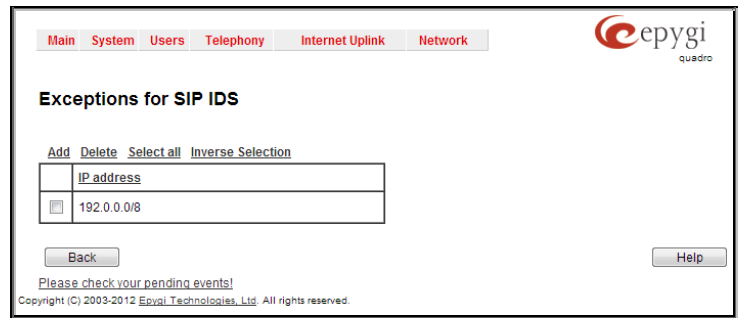 Main System Users Telephony Internet Uplink Network
epygi
quadro
Exceptions for SIP IDS
Add Delete Select all Inverse Selection
IP address
192.0.0.0/8
Back Help
Please check your pending events!
Copyright (C) 2003-2012 Epygi Technologies, Ltd. All rights reserved.